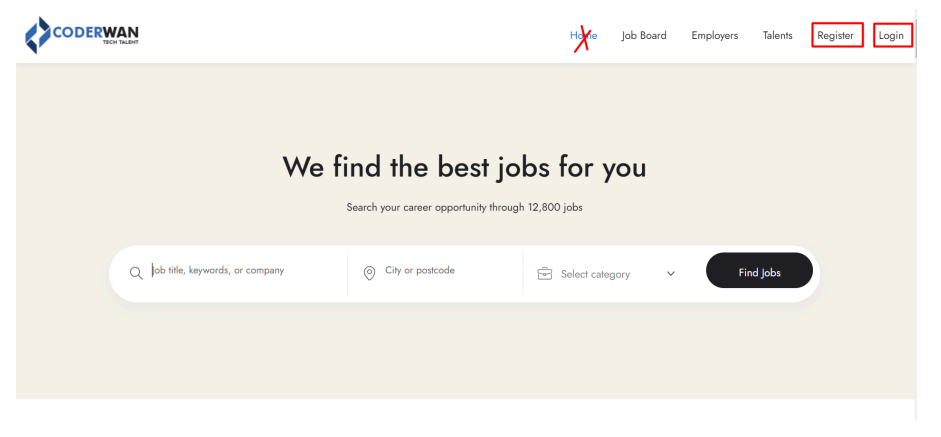 CODERWAN
TECH TALENT
Home Job Board Employers Talents Register Login
We find the best jobs for you
Search your career opportunity through 12,800 jobs
Job title, keywords, or company City or postcode Select category Find Jobs